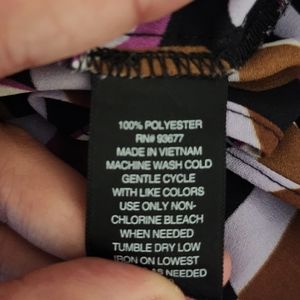 100% POLYESTER
RN# 93677
MADE IN VIETNAM
MACHINE WASH COLD
GENTLE CYCLE
WITH LIKE COLORS
USE ONLY NON-
CHLORINE BLEACH
WHEN NEEDED
TUMBLE DRY LOW
IRON ON LOWEST
AS NEEDED